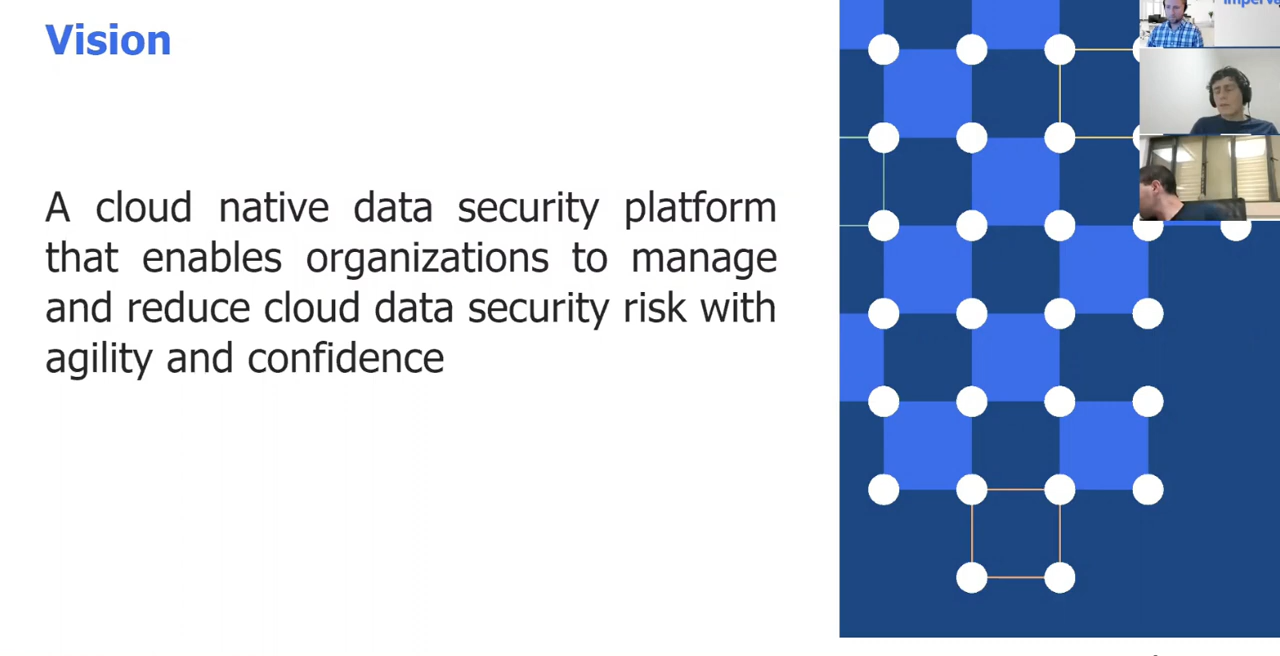 Vision
A cloud native data security platform
that enables organizations to manage
and reduce cloud data security risk with
agility and confidence